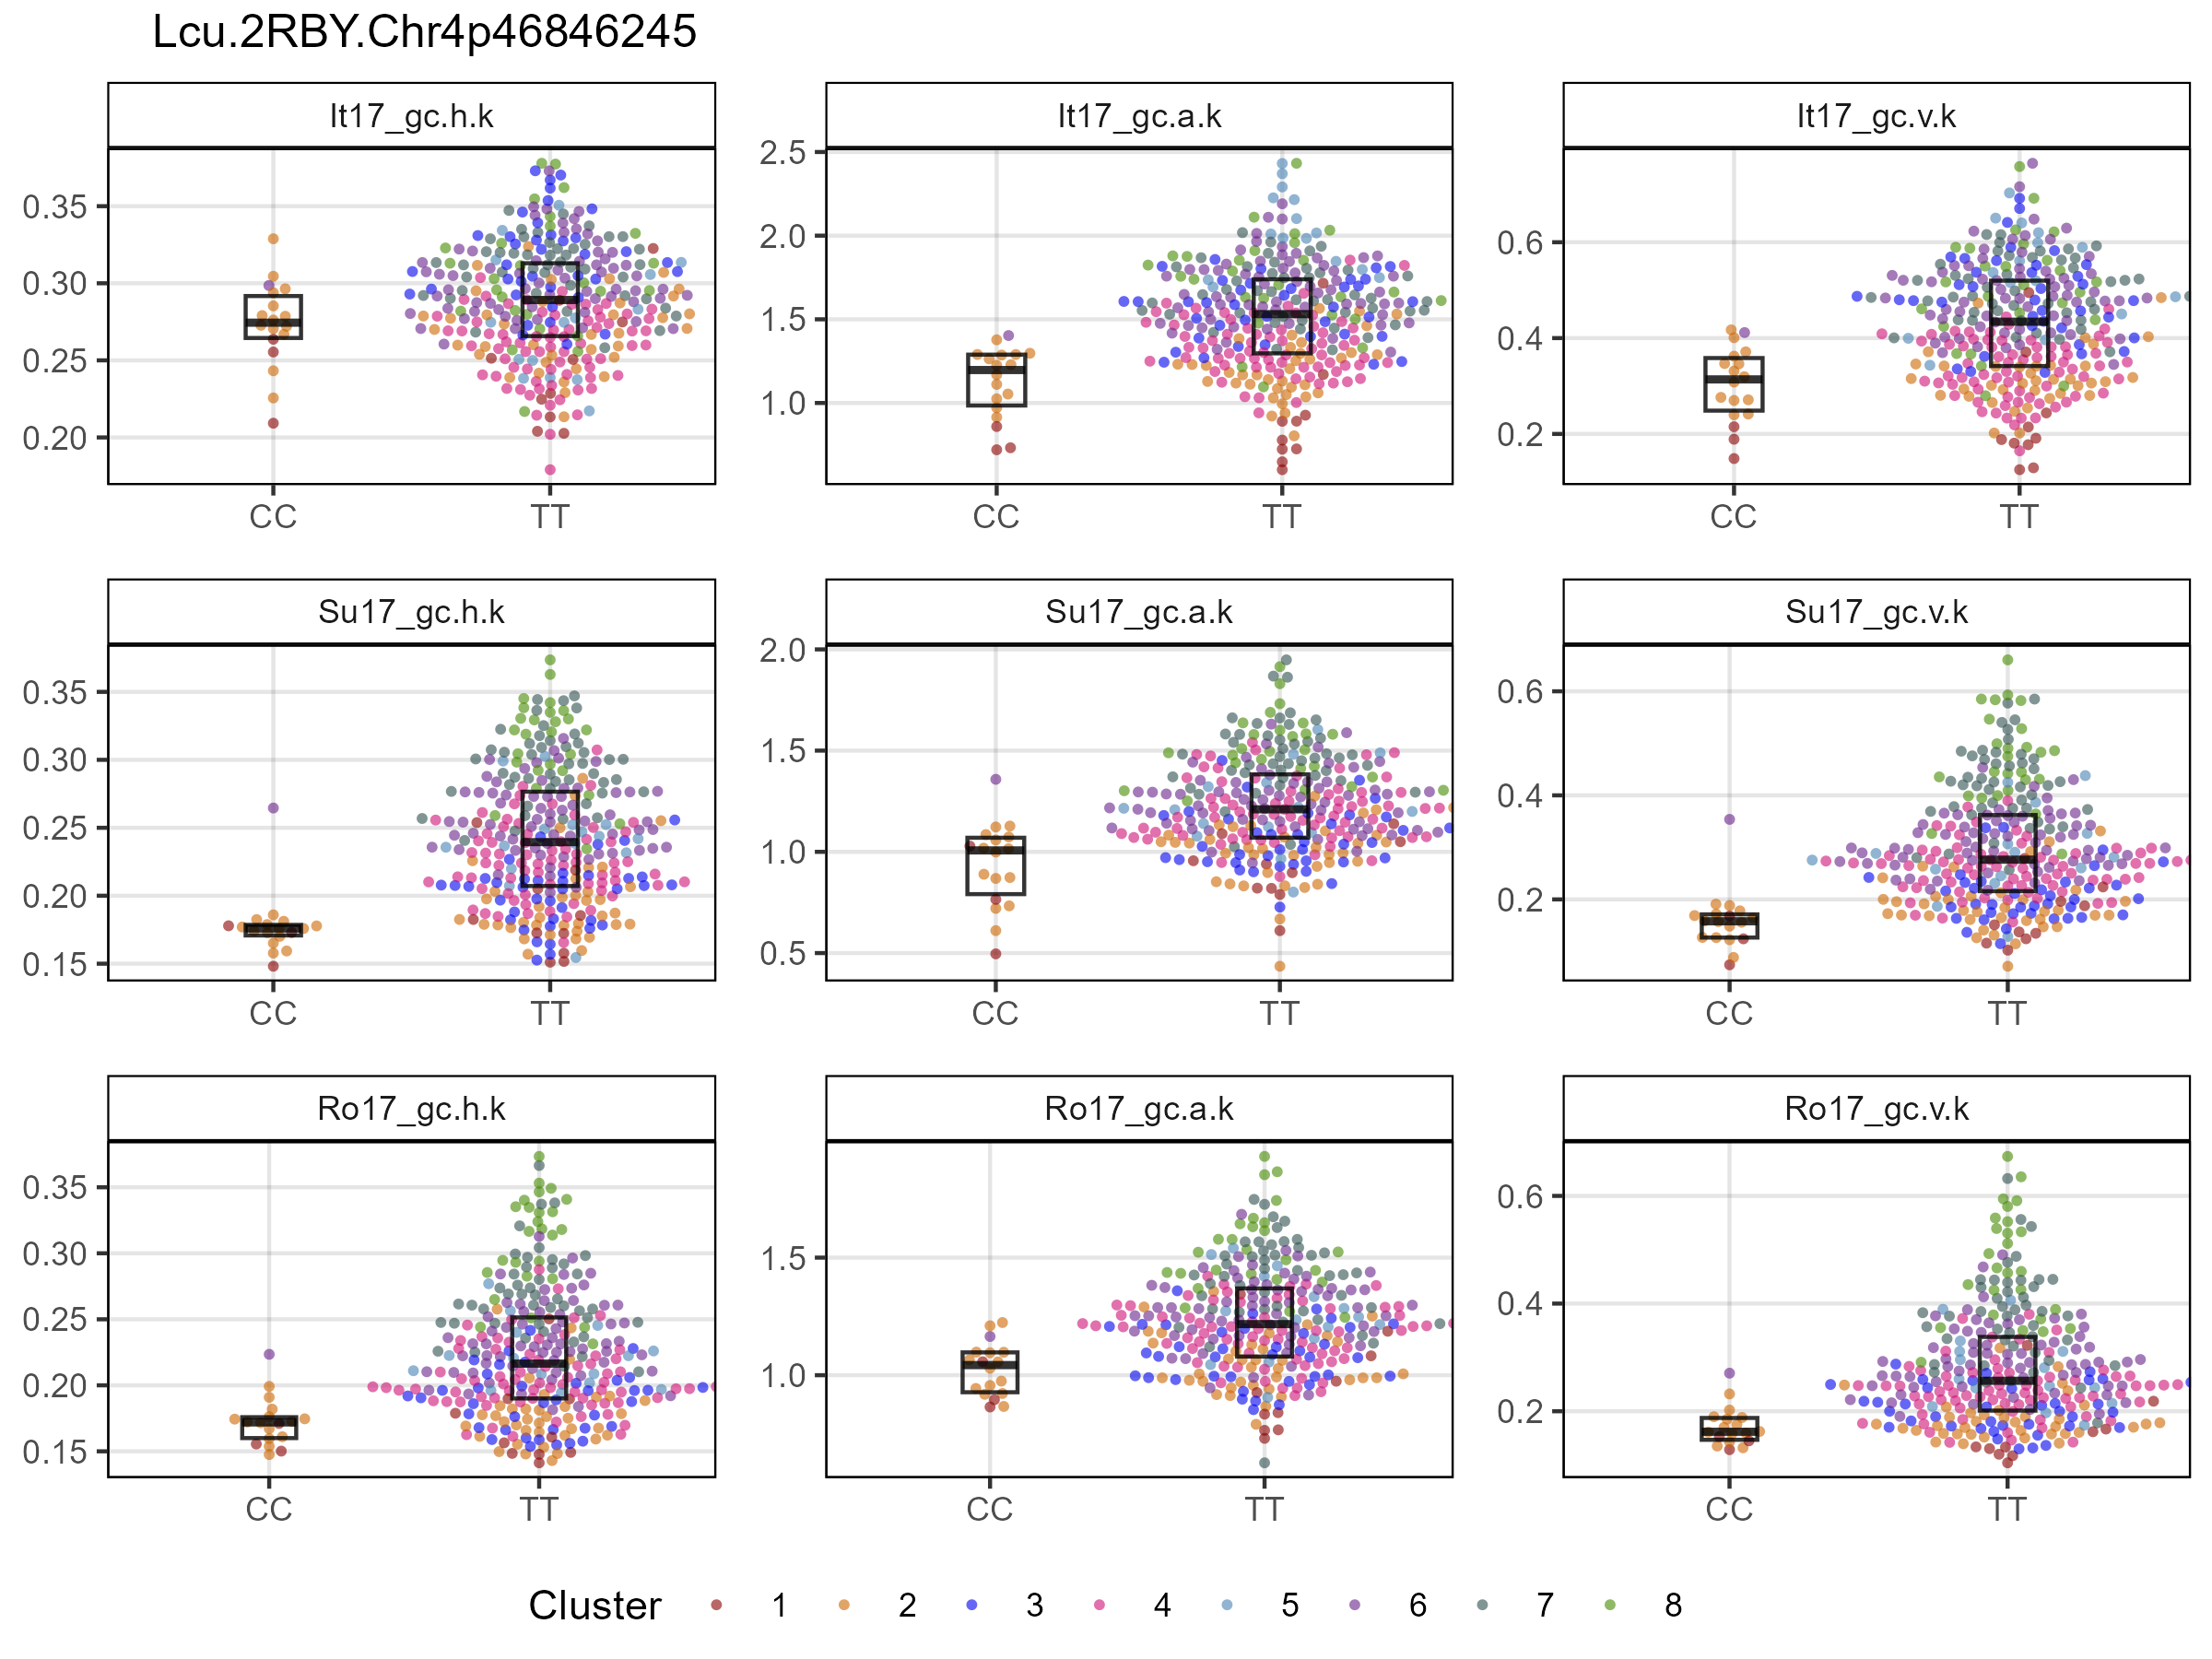 Lcu.2RBY.Chr4p46846245
It17_gc.h.k It17_gc.a.k It17_gc.v.k
0.35 0.30 0.25 0.20
2.5 2.0 1.5 1.0
0.6 0.4 0.2
CC TT CC TT CC TT
Su17_gc.h.k Su17_gc.a.k Su17_gc.v.k
0.35 0.30 0.25 0.20 0.15
2.0 1.5 1.0 0.5
0.6 0.4 0.2
CC TT CC TT CC TT
Ro17_gc.h.k Ro17_gc.a.k Ro17_gc.v.k
0.35 0.30 0.25 0.20 0.15
1.5 1.0
0.6 0.4 0.2
CC TT CC TT CC TT
Cluster 1 2 3 4 5 6 7 8